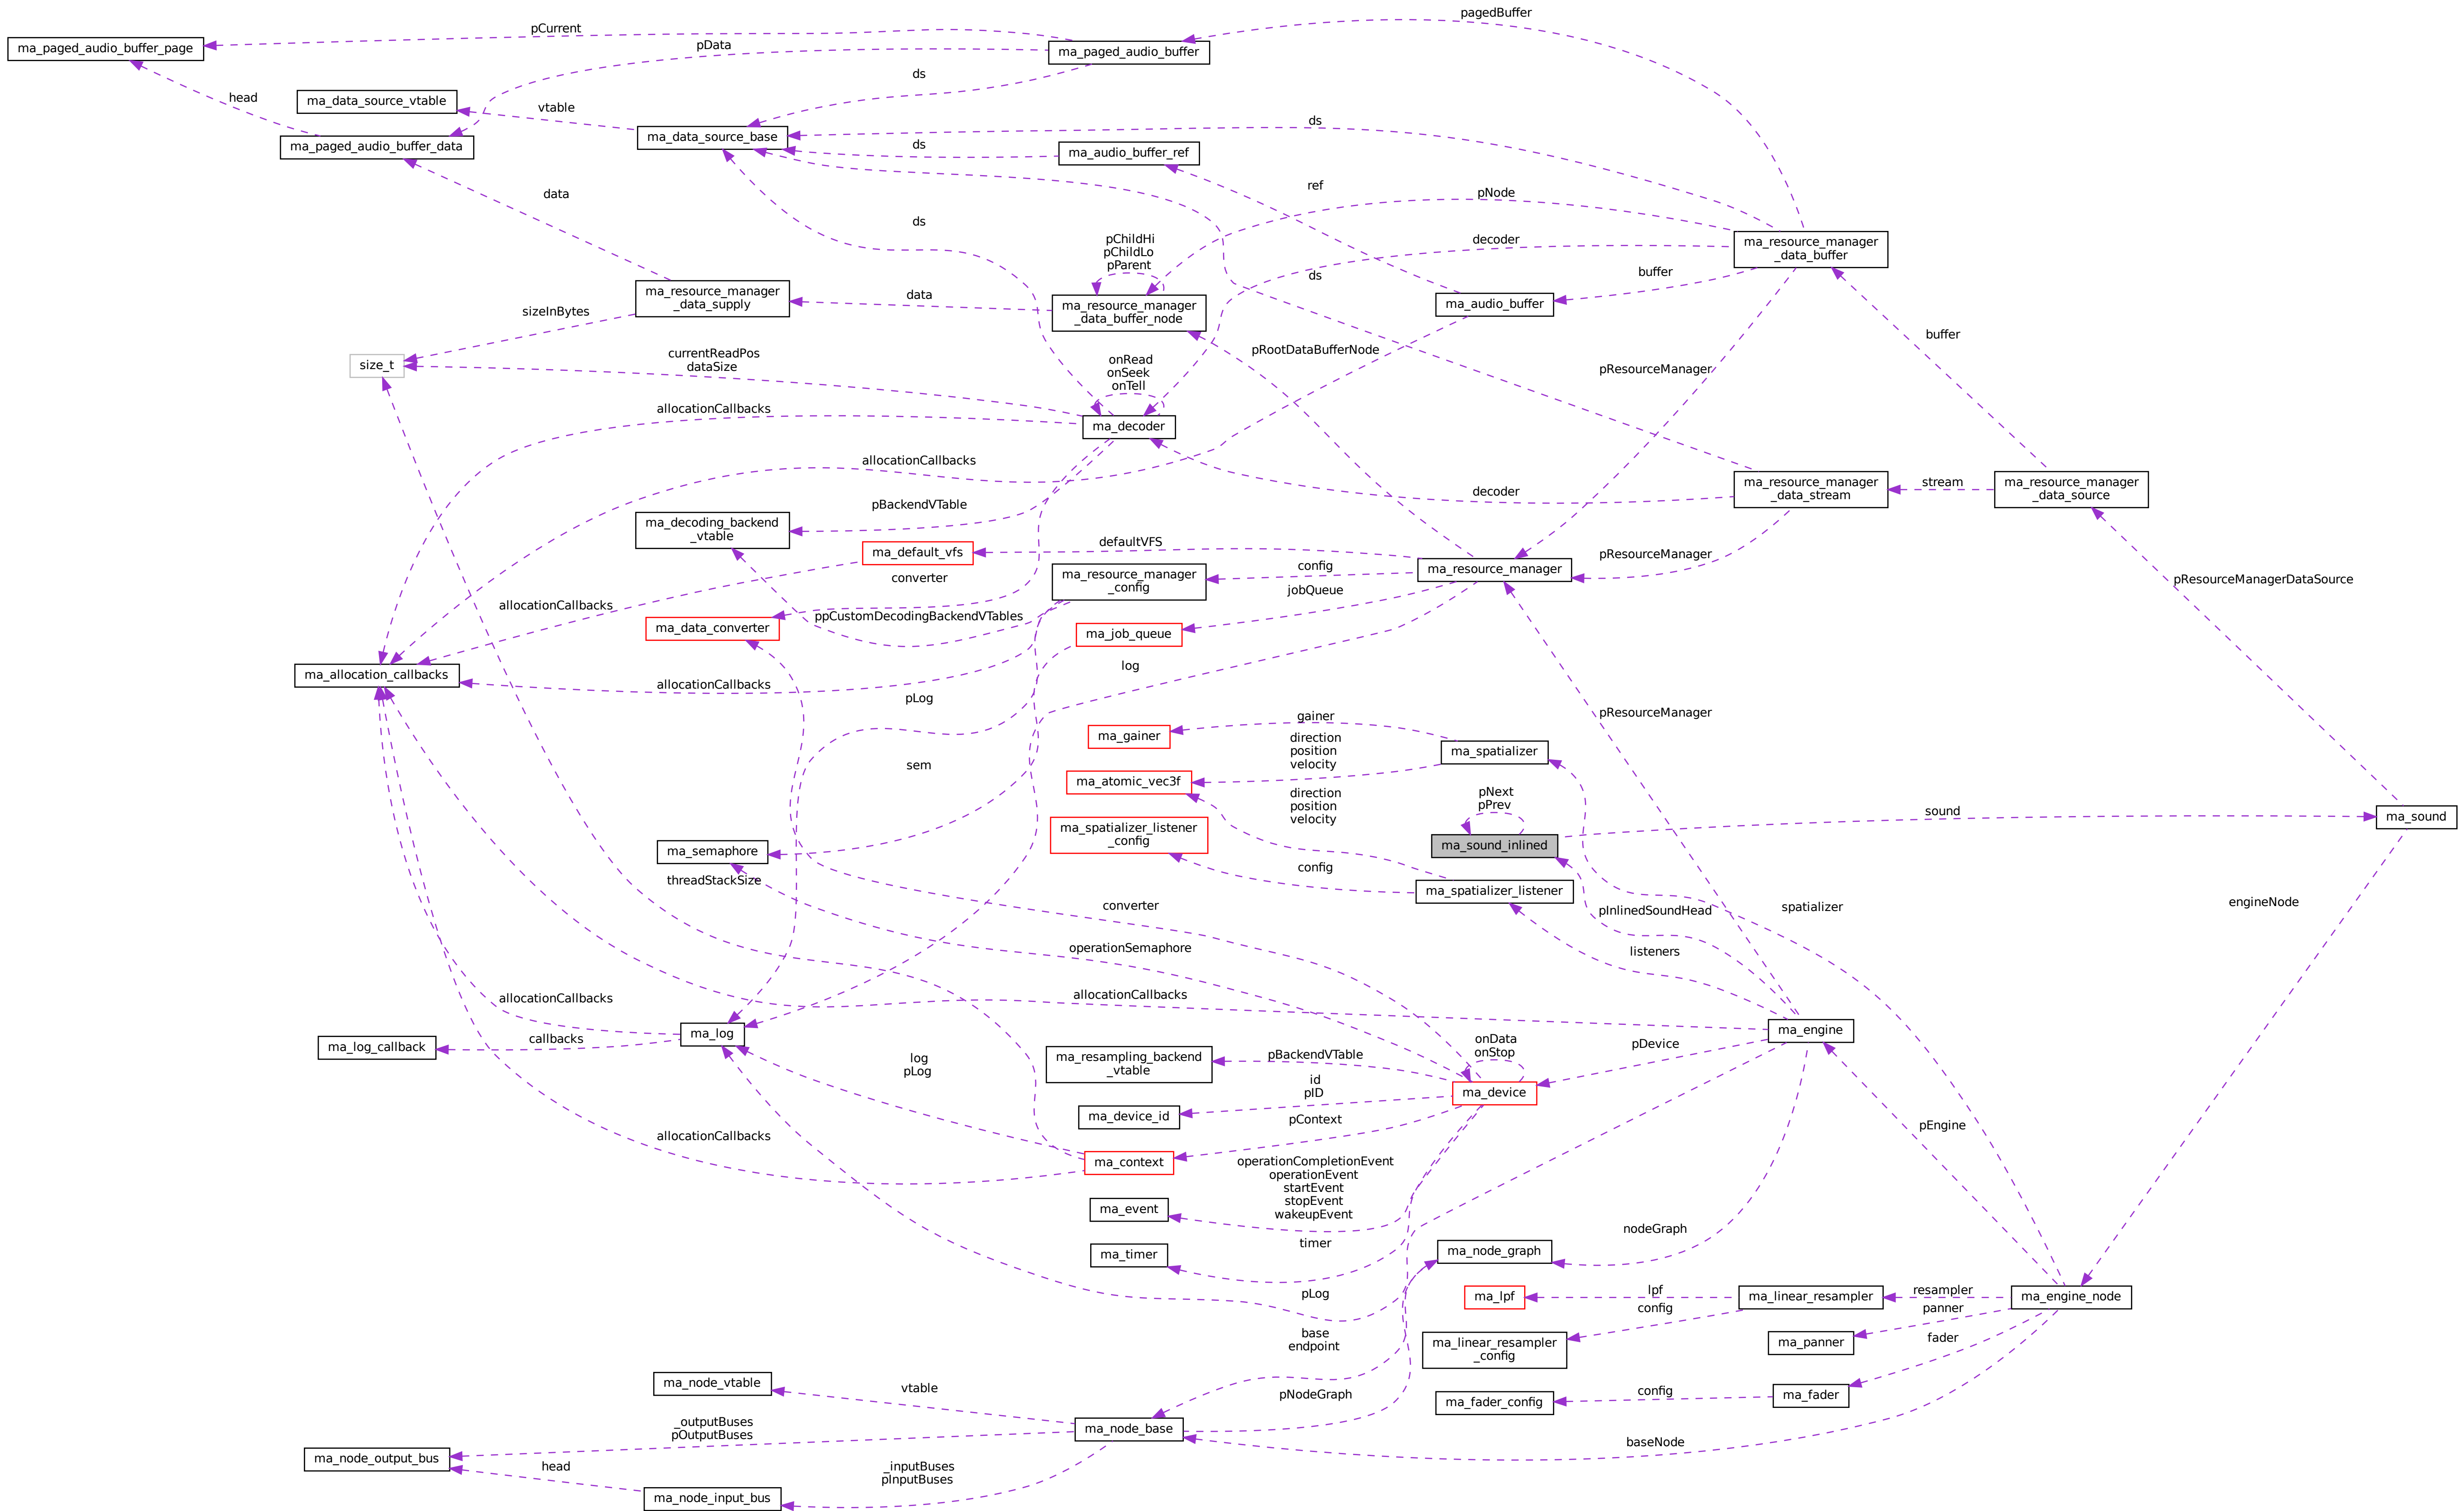 pagedBuffer
pCurrent
pData
ma_paged_audio_buffer_page
ma_paged_audio_buffer
ds
head
ma_data_source_vtable
vtable
ds
ma_data_source_base
ma_paged_audio_buffer_data
ds
ma_audio_buffer_ref
data
ref
pNode
ds
pChildHi
pChildLo
pParent
decoder
ma_resource_manager
_data_buffer
ds
buffer
ma_resource_manager
_data_supply
data
ma_resource_manager
_data_buffer_node
ma_audio_buffer
sizeInBytes
buffer
currentReadPos
dataSize
pRootDataBufferNode
size_t
onRead
onSeek
onTell
pResourceManager
allocationCallbacks
ma_decoder
allocationCallbacks
ma_resource_manager
_data_stream
stream
ma_resource_manager
_data_source
decoder
pBackendVTable
ma_decoding_backend
_vtable
defaultVFS
ma_default_vfs
pResourceManager
converter
ma_resource_manager
_config
config
ma_resource_manager
jobQueue
pResourceManagerDataSource
allocationCallbacks
ppCustomDecodingBackendVTables
ma_data_converter
ma_job_queue
log
ma_allocation_callbacks
allocationCallbacks
pLog
pResourceManager
gainer
ma_gainer
direction
position
velocity
ma_spatializer
sem
ma_atomic_vec3f
direction
position
velocity
pNext
pPrev
sound
ma_sound
ma_spatializer_listener
_config
ma_sound_inlined
ma_semaphore
config
threadStackSize
ma_spatializer_listener
converter
pInlinedSoundHead
spatializer
engineNode
operationSemaphore
listeners
allocationCallbacks
allocationCallbacks
ma_engine
ma_log
callbacks
ma_log_callback
onData
onStop
pDevice
log
pLog
ma_resampling_backend
_vtable
pBackendVTable
id
pID
ma_device
ma_device_id
pContext
pEngine
allocationCallbacks
ma_context
operationCompletionEvent
operationEvent
startEvent
stopEvent
wakeupEvent
ma_event
nodeGraph
timer
ma_timer
ma_node_graph
pLog
lpf
resampler
ma_lpf
ma_linear_resampler
ma_engine_node
config
panner
base
endpoint
ma_linear_resampler
_config
ma_panner
fader
ma_node_vtable
vtable
pNodeGraph
config
ma_fader
ma_fader_config
_outputBuses
pOutputBuses
ma_node_base
baseNode
ma_node_output_bus
head
_inputBuses
pInputBuses
ma_node_input_bus